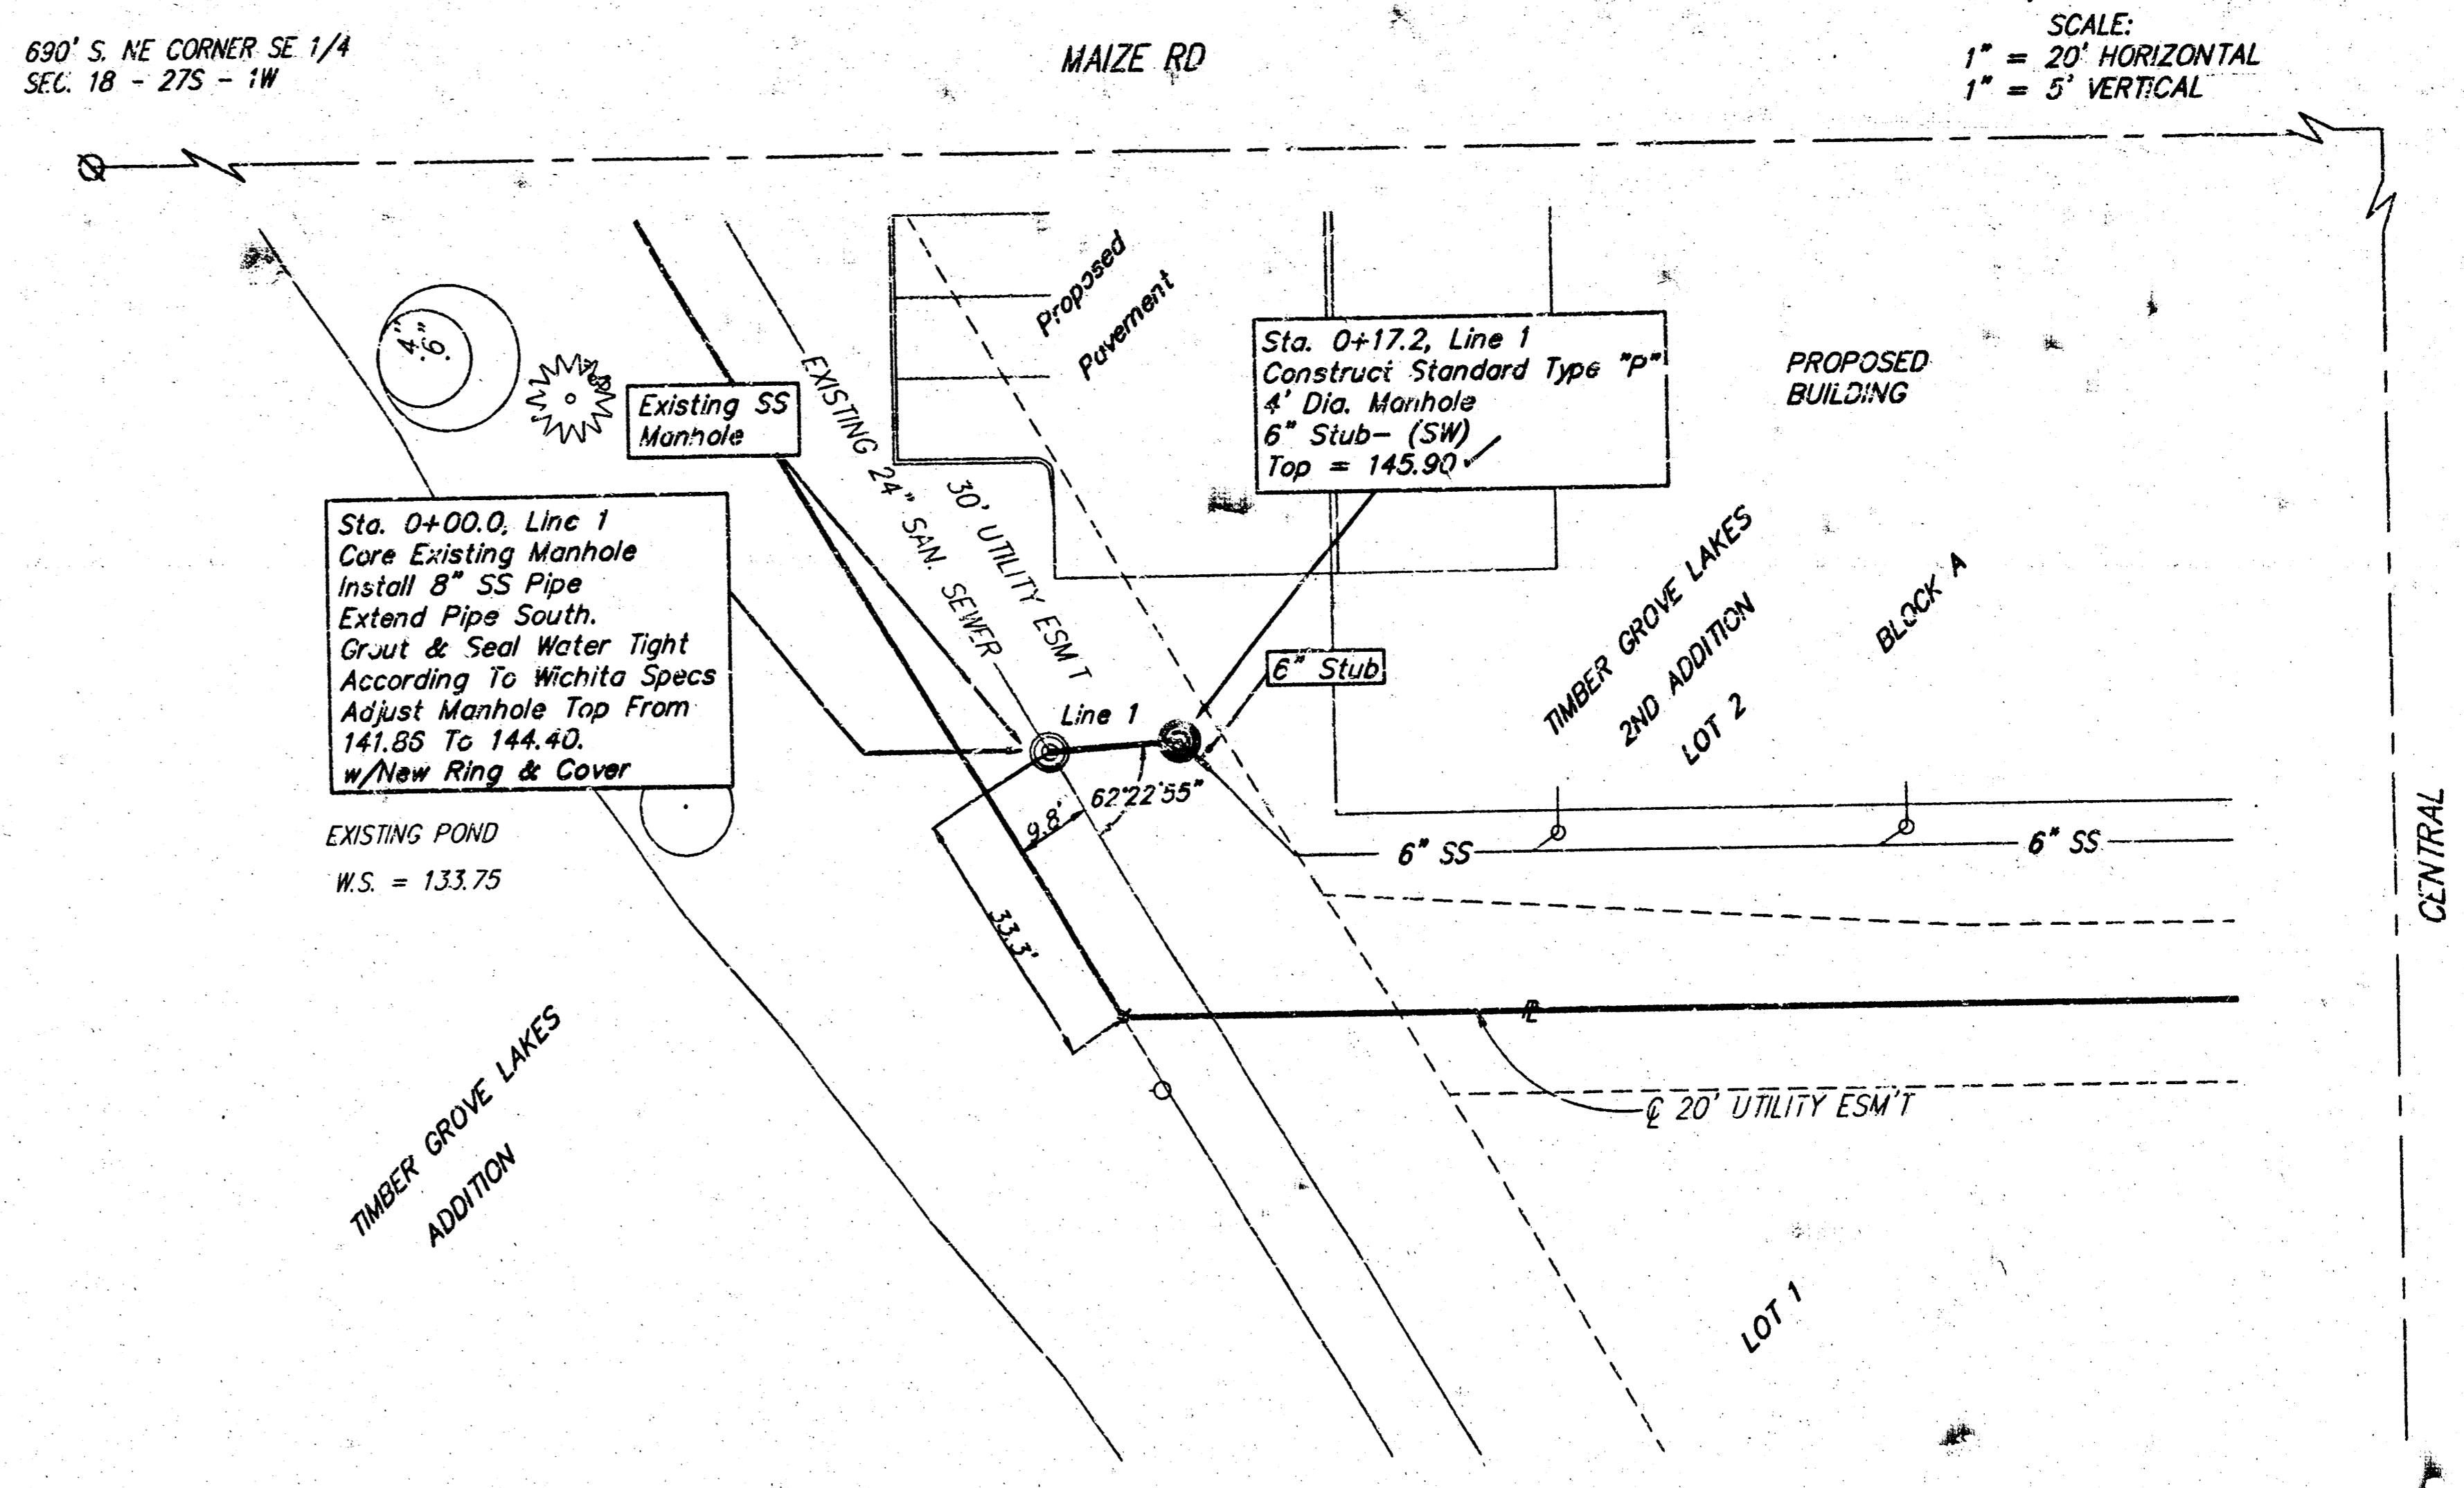 690' S. NE CORNER SE 1/4
SEC. 18 - 27S - 1W
MAIZE RD
SCALE:
1" = 20' HORIZONTAL
1" = 5' VERTICAL
4"
6"
Existing SS
Manhole
EXISTING 24" SAN. SEWER
30' UTILITY ESM'T
Proposed
Pavement
Sta. 0+17.2, Line 1
Construct Standard Type "P"
4' Dia. Manhole
6" Stub- (SW)
Top = 145.90 ✓
PROPOSED
BUILDING
Sta. 0+00.0, Line 1
Core Existing Manhole
Install 8" SS Pipe
Extend Pipe South.
Grout & Seal Water Tight
According To Wichita Specs
Adjust Manhole Top From
141.85 To 144.40.
w/New Ring & Cover
6" Stub
Line 1
62°22'55"
9.8'
33.3'
TIMBER GROVE LAKES
2ND ADDITION
LOT 2
BLOCK A
EXISTING POND
W.S. = 133.75
6" SS
6" SS
CENTRAL
PL
CL 20' UTILITY ESM'T
TIMBER GROVE LAKES
ADDITION
LOT 1